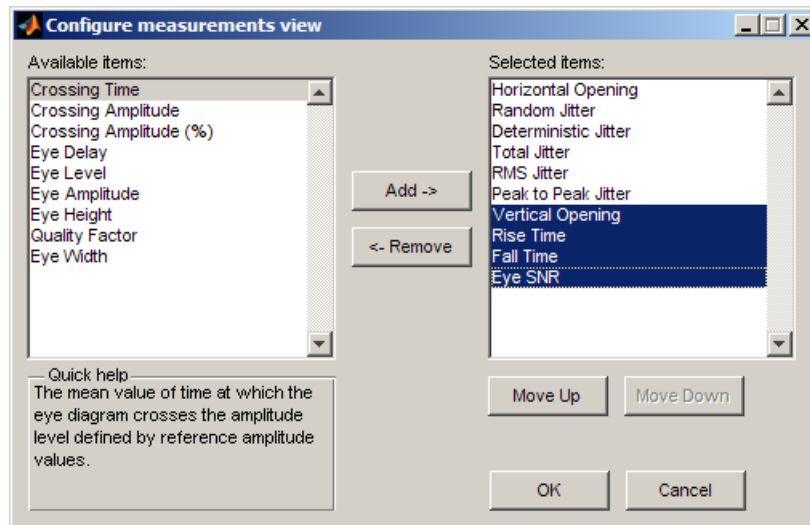 Configure measurements view
Available items:
Crossing Time
Crossing Amplitude
Crossing Amplitude (%)
Eye Delay
Eye Level
Eye Amplitude
Eye Height
Quality Factor
Eye Width
Add ->
<- Remove
Selected items:
Horizontal Opening
Random Jitter
Deterministic Jitter
Total Jitter
RMS Jitter
Peak to Peak Jitter
Vertical Opening
Rise Time
Fall Time
Eye SNR
Quick help
The mean value of time at which the
eye diagram crosses the amplitude
level defined by reference amplitude
values.
Move Up
Move Down
OK
Cancel